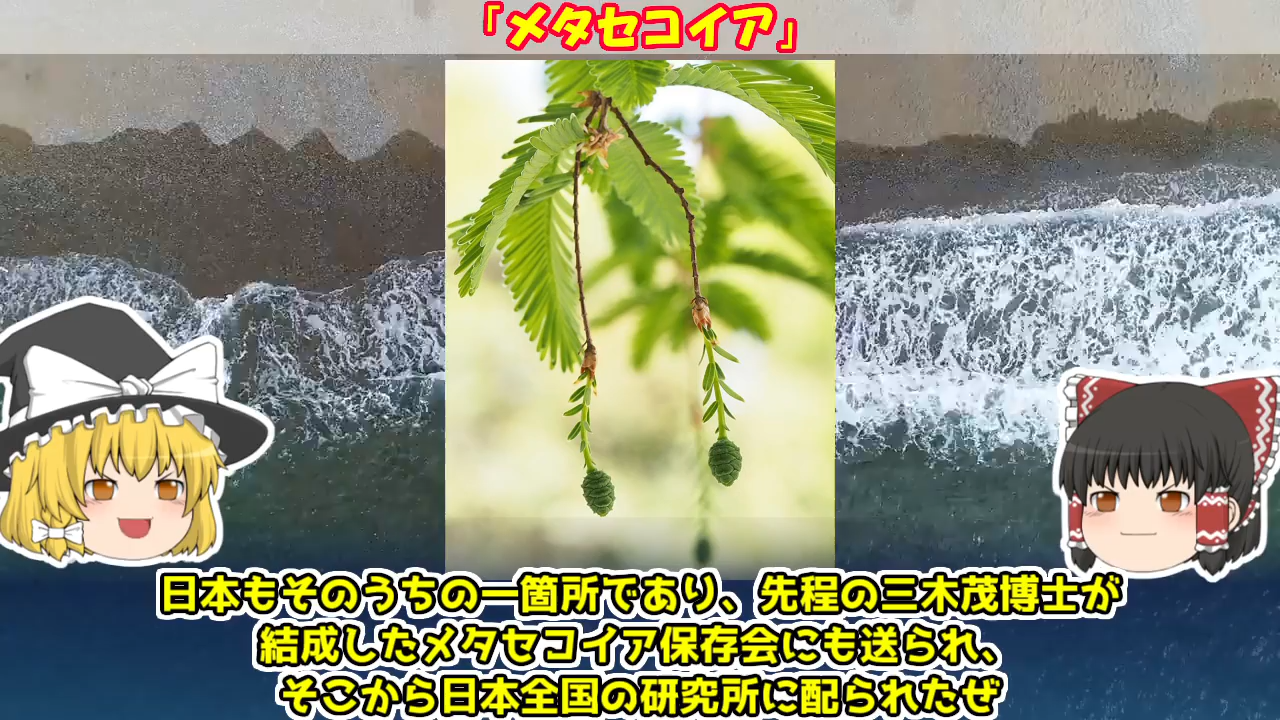 『メタセコイア』
日本もそのうちの一箇所であり、先程の三木茂博士が
結成したメタセコイア保存会にも送られ、
そこから日本全国の研究所に配られたぜ